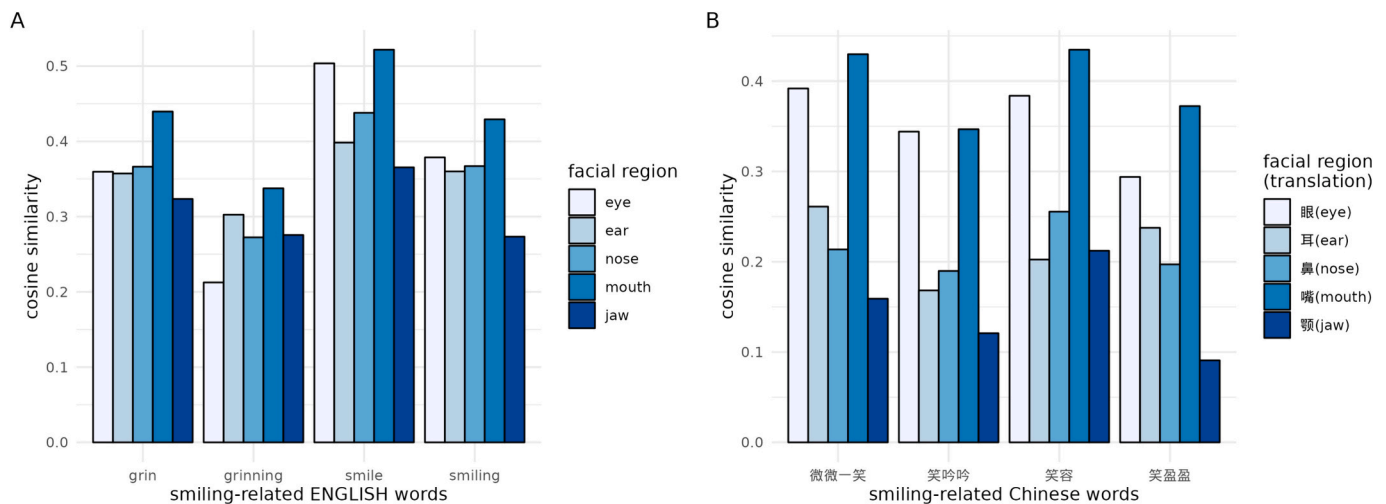 A
cosine similarity
0.5
0.4
0.3
0.2
0.1
0.0
grin
grinning
smile
smiling
smiling-related ENGLISH words
facial region
eye
ear
nose
mouth
jaw
B
cosine similarity
0.4
0.3
0.2
0.1
0.0
微微一笑
笑吟吟
笑容
笑盈盈
smiling-related Chinese words
facial region
(translation)
眼(eye)
耳(ear)
鼻(nose)
嘴(mouth)
颚(jaw)